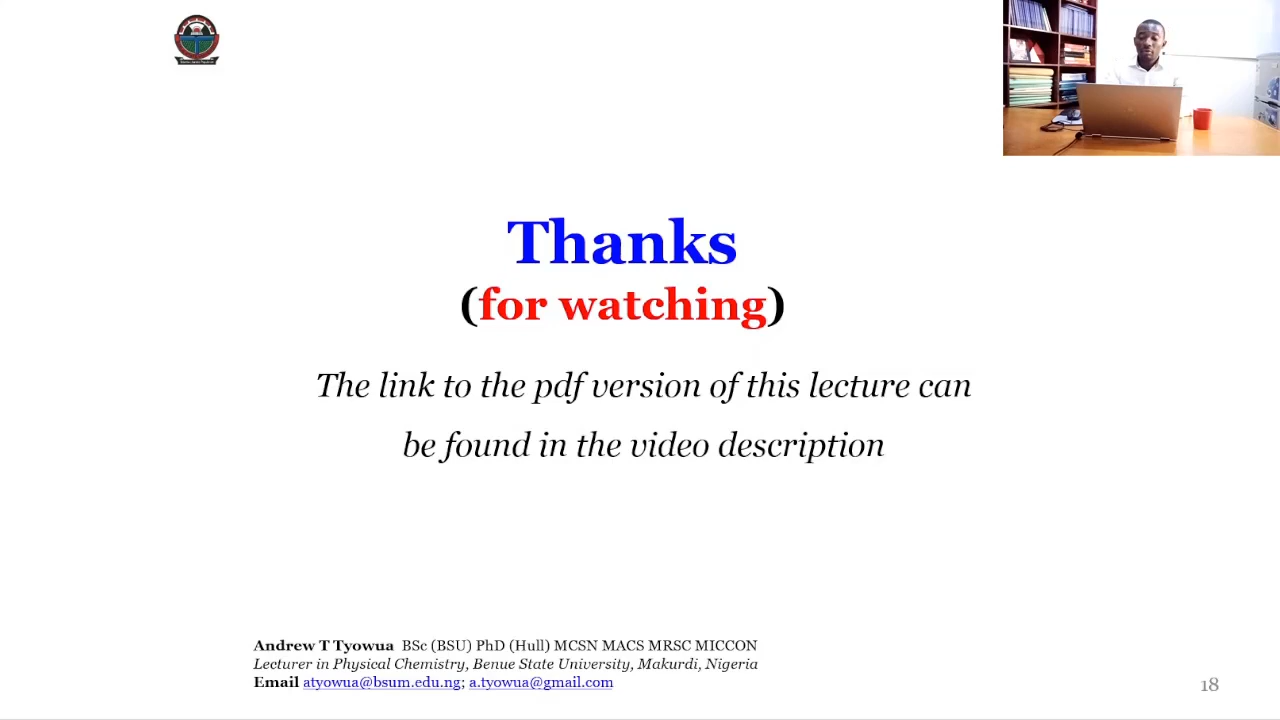 Thanks
(for watching)
The link to the pdf version of this lecture can
be found in the video description
Andrew T Tyowua BSc (BSU) PhD (Hull) MCSN MACS MRSC MICCON
Lecturer in Physical Chemistry, Benue State University, Makurdi, Nigeria
Email atyowua@bsum.edu.ng; a.tyowua@gmail.com
18